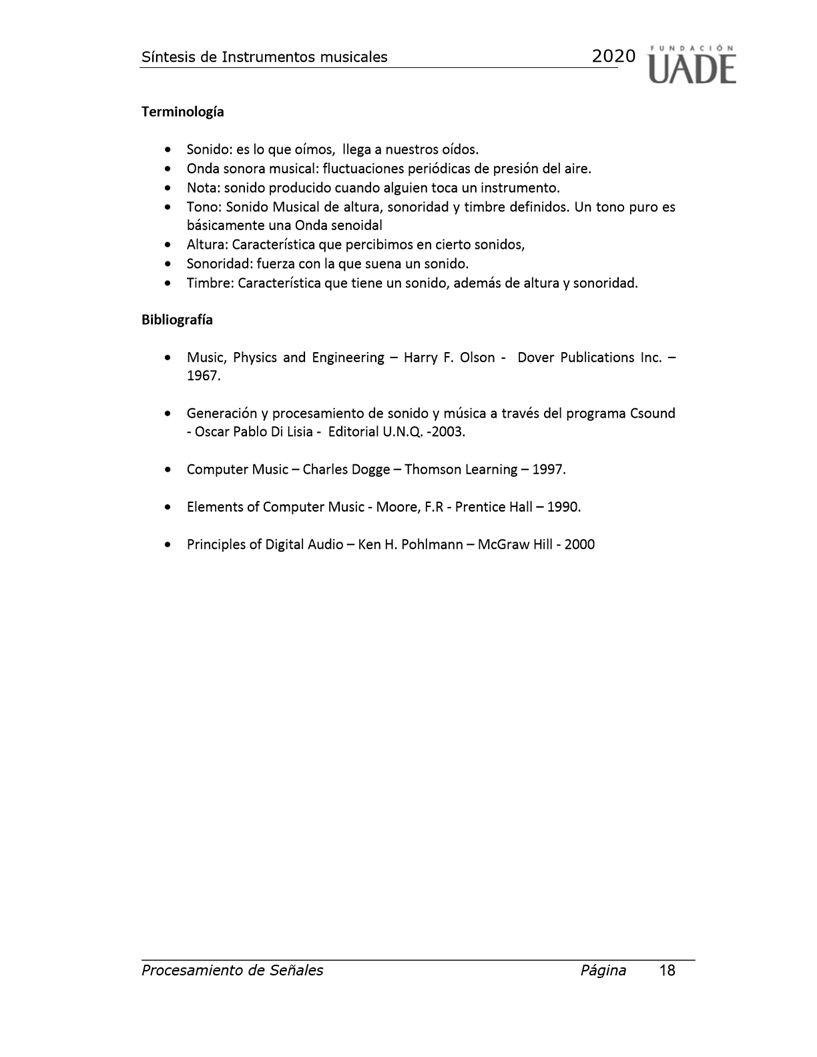 Síntesis de Instrumentos musicales 2020 FUNDACIÓN
UADE
Terminología
• Sonido: es lo que oímos,  llega a nuestros oídos.
• Onda sonora musical: fluctuaciones periódicas de presión del aire.
• Nota: sonido producido cuando alguien toca un instrumento.
• Tono: Sonido Musical de altura, sonoridad y timbre definidos. Un tono puro es
básicamente una Onda senoidal
• Altura: Característica que percibimos en cierto sonidos,
• Sonoridad: fuerza con la que suena un sonido.
• Timbre: Característica que tiene un sonido, además de altura y sonoridad.
Bibliografía
• Music, Physics and Engineering – Harry F. Olson -  Dover Publications Inc. –
1967.
• Generación y procesamiento de sonido y música a través del programa Csound
- Oscar Pablo Di Lisia -  Editorial U.N.Q. -2003.
• Computer Music – Charles Dogge – Thomson Learning – 1997.
• Elements of Computer Music - Moore, F.R - Prentice Hall – 1990.
• Principles of Digital Audio – Ken H. Pohlmann – McGraw Hill - 2000
Procesamiento de Señales Página 18